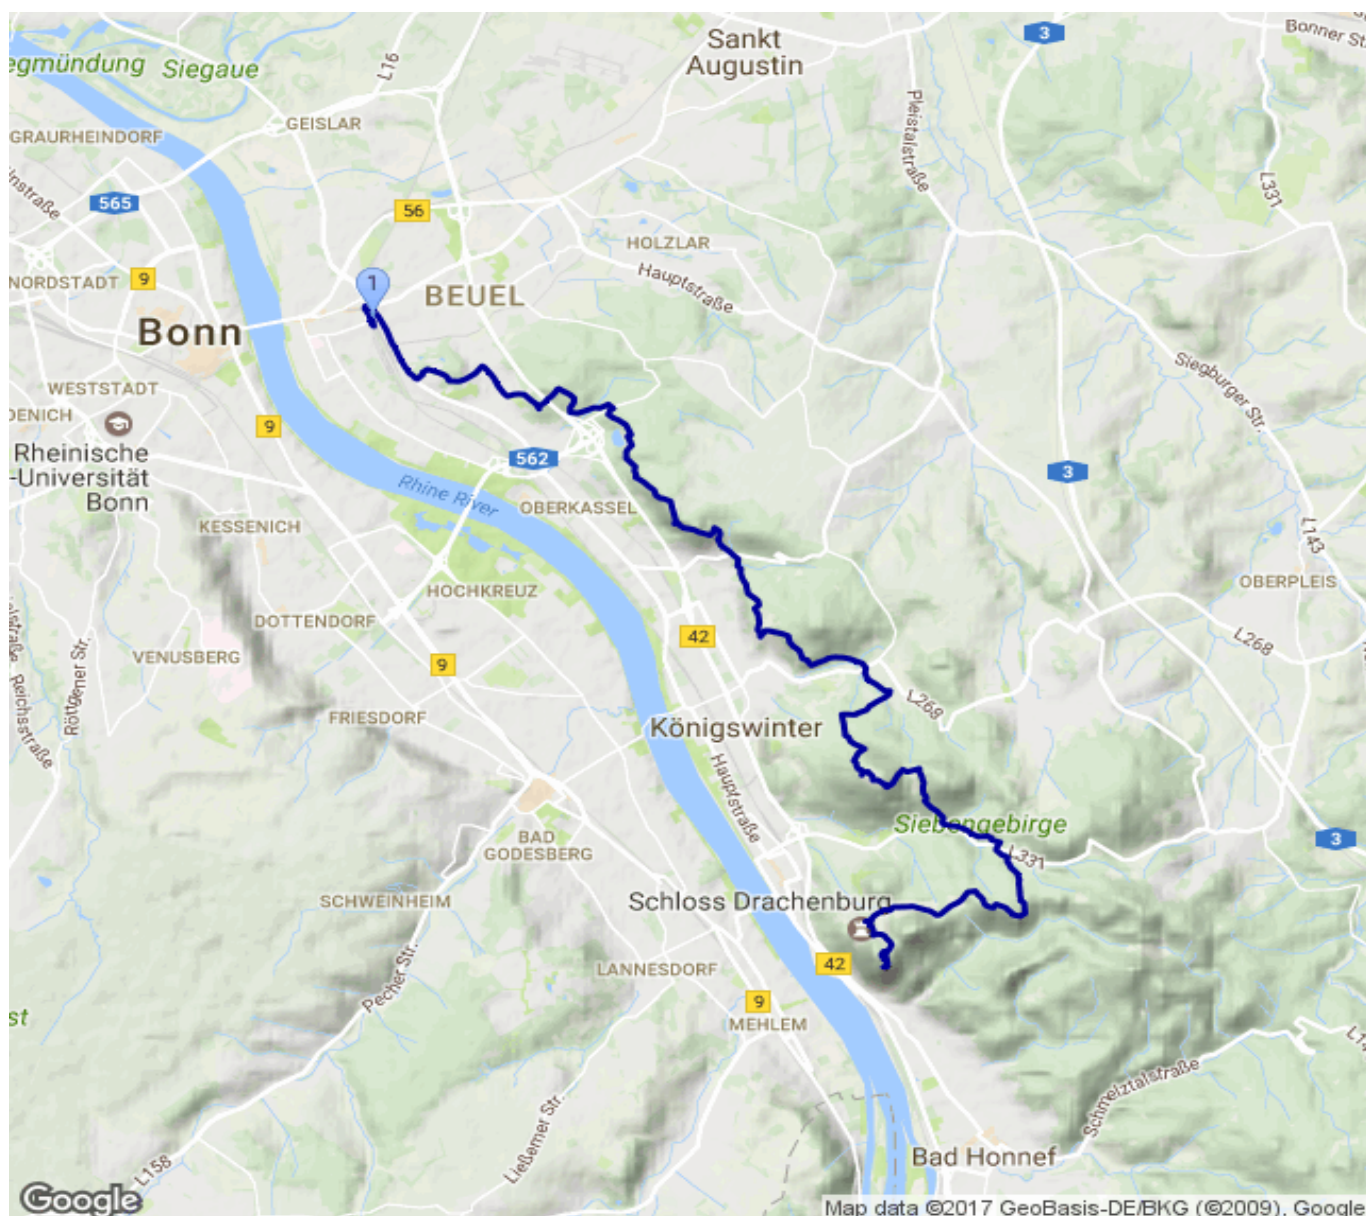 Sankt
Augustin
3
Bonner St
egmündung
Siegaue
L16
GRAURHEINDORF
GEISLAR
Pleistalstraße
L331
565
56
HOLZLAR
Hauptstraße
NORDSTADT
9
1
BEUEL
Bonn
WESTSTADT
9
Siegburger Str.
Rheinische
-Universität
Bonn
562
3
Rhine River
OBERKASSEL
KESSENICH
L143
OBERPLEIS
HOCHKREUZ
DOTTENDORF
42
L268
Röttgener Str.
Reichsstraße
VENUSBERG
9
FRIESDORF
L268
Königswinter
Hauptstraße
BAD
GODESBERG
Siebengebirge
3
L331
SCHWEINHEIM
Schloss Drachenburg
Pecher Str.
LANNESDORF
42
9
MEHLEM
Schmelztalstraße
L14
Ließemer Str.
L158
Bad Honnef
Google
Map data ©2017 GeoBasis-DE/BKG (©2009), Google